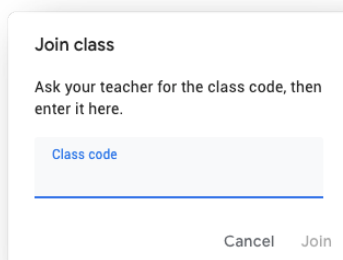 Join class
Ask your teacher for the class code, then
enter it here.
Class code
Cancel Join